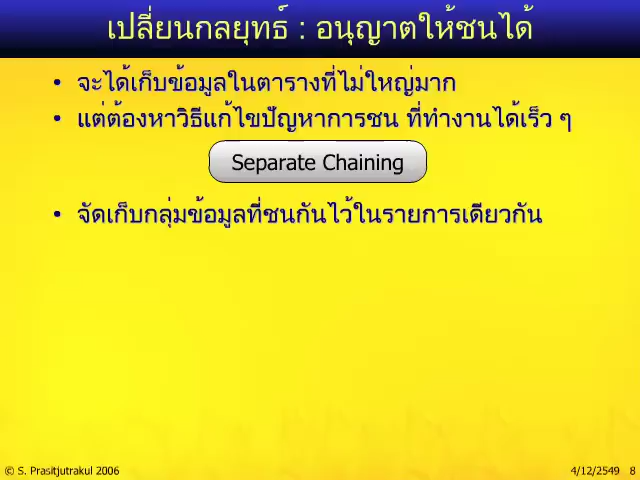 เปลี่ยนกลยุทธ์ : อนุญาตให้ชนได้
• จะได้เก็บข้อมูลในตารางที่ไม่ใหญ่มาก
• แต่ต้องหาวิธีแก้ไขปัญหาการชน ที่ทำงานได้เร็ว ๆ
Separate Chaining
• จัดเก็บกลุ่มข้อมูลที่ชนกันไว้ในรายการเดียวกัน
© S. Prasitjutrakul 2006
4/12/2549 8